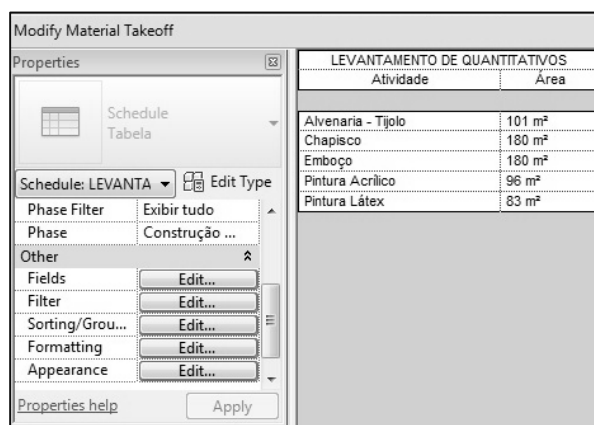 Modify Material Takeoff
Properties
Schedule
Tabela
Schedule: LEVANTA
Edit Type
Phase Filter Exibir tudo
Phase Construção ...
Other
Fields Edit...
Filter Edit...
Sorting/Grou... Edit...
Formatting Edit...
Appearance Edit...
Properties help Apply
LEVANTAMENTO DE QUANTITATIVOS
Atividade Área
Alvenaria - Tijolo 101 m²
Chapisco 180 m²
Emboço 180 m²
Pintura Acrílico 96 m²
Pintura Látex 83 m²